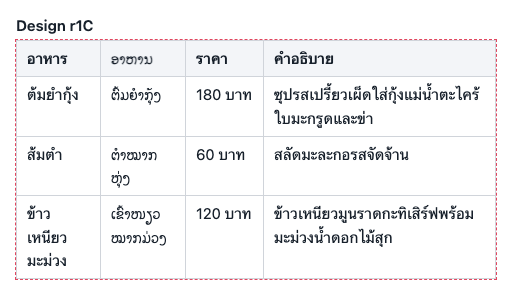 Design r1C
อาหาร ອາຫານ ราคา คำอธิบาย
ต้มยำกุ้ง ຕົ້ມຍຳກຸ້ງ 180 บาท ซุปรสเปรี้ยวเผ็ดใส่กุ้งแม่น้ำตะไคร้
ใบมะกรูดและข่า
ส้มตำ ຕຳໝາກ 60 บาท สลัดมะละกอรสจัดจ้าน
ຫຸ່ງ
ข้าว ເຂົ້າໜຽວ 120 บาท ข้าวเหนียวมูนราดกะทิเสิร์ฟพร้อม
เหนียว ໝາກມ່ວງ มะม่วงน้ำดอกไม้สุก
มะม่วง